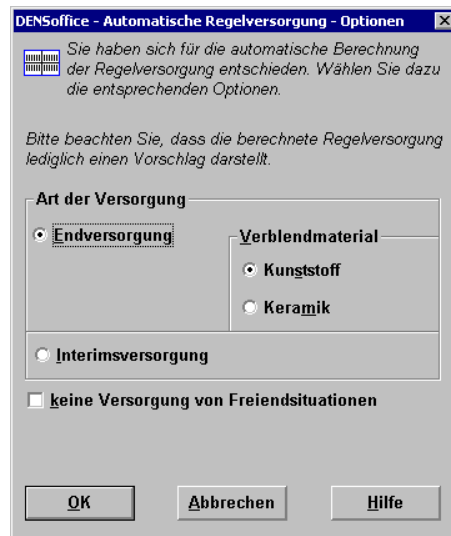 DENSoffice - Automatische Regelversorgung - Optionen
Sie haben sich für die automatische Berechnung
der Regelversorgung entschieden. Wählen Sie dazu
die entsprechenden Optionen.
Bitte beachten Sie, dass die berechnete Regelversorgung
lediglich einen Vorschlag darstellt.
Art der Versorgung
Endversorgung
Verblendmaterial
Kunststoff
Keramik
Interimsversorgung
keine Versorgung von Freiendsituationen
OK Abbrechen Hilfe